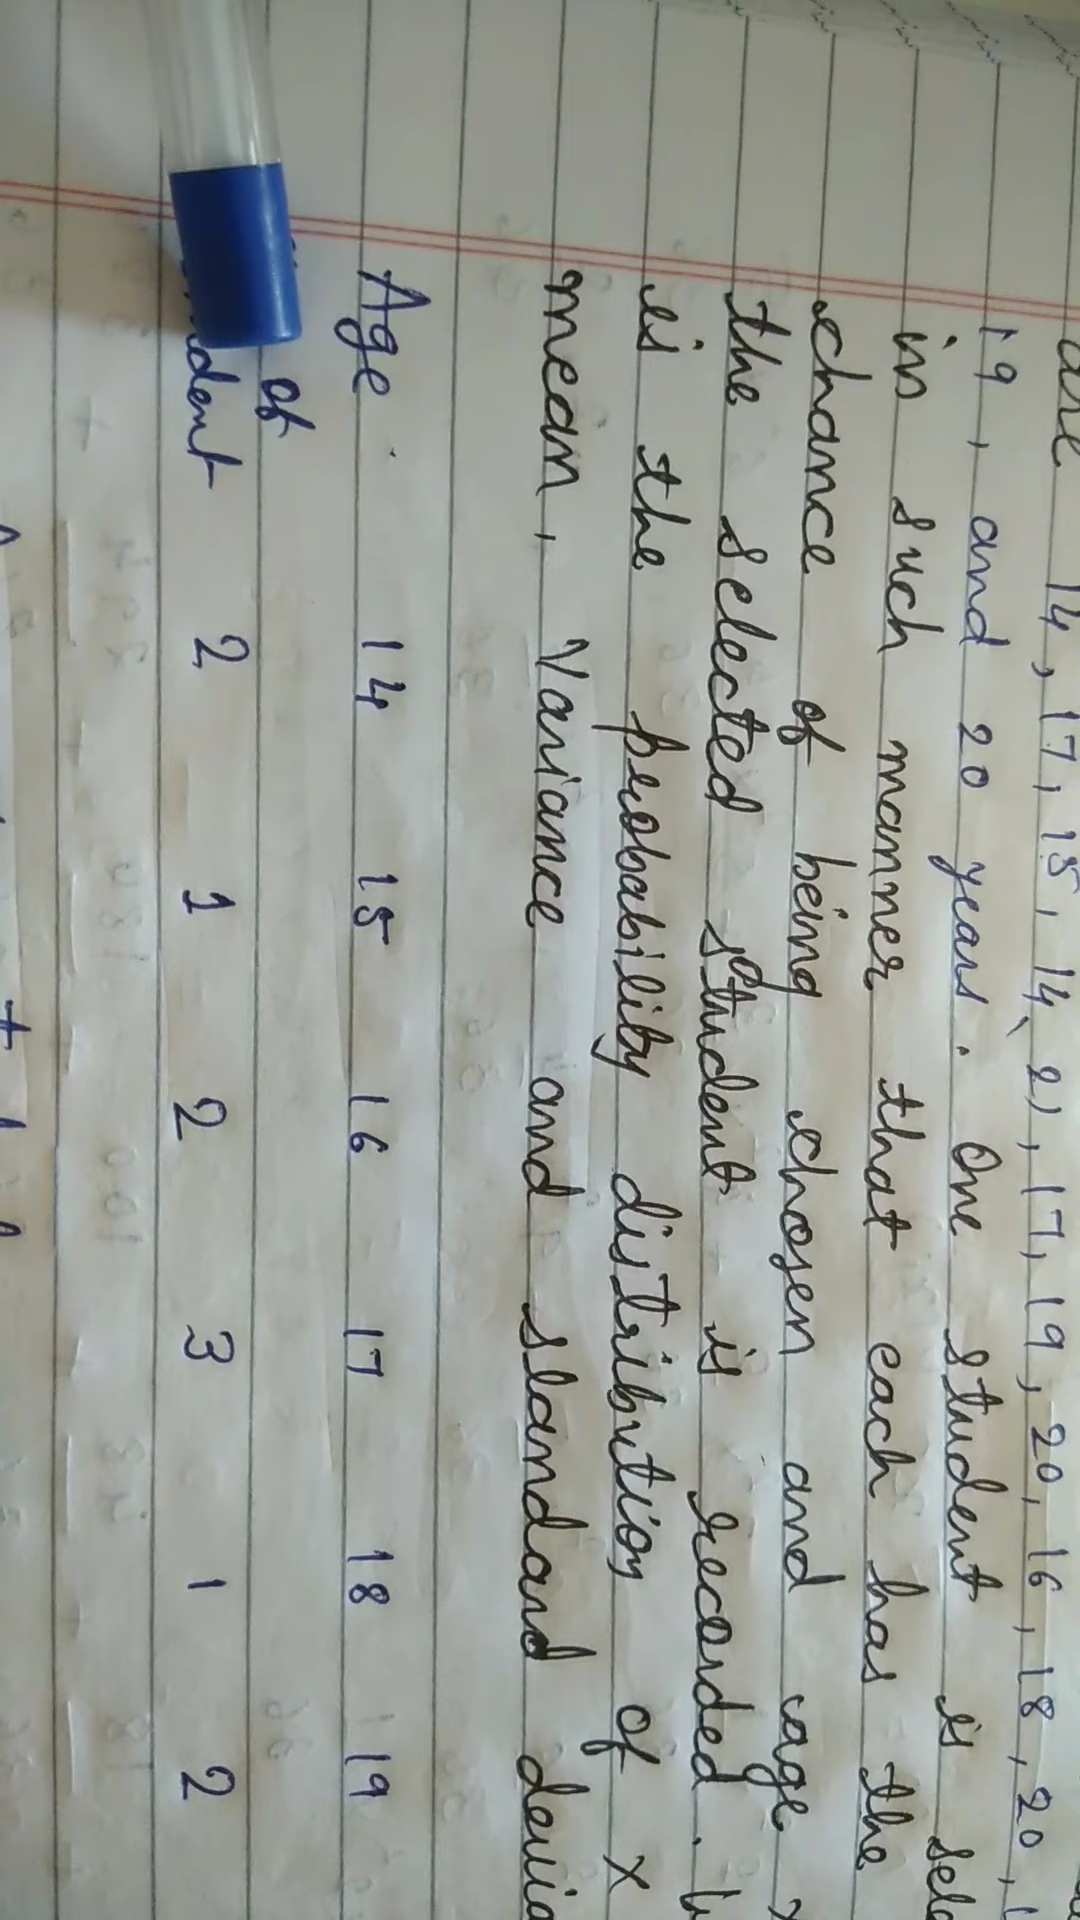 are 14, 17, 15, 14, 21, 17, 19, 20, 16, 18, 20,
19, and 20 years. One student is
in such manner that each has the
chance of being chosen and age
the selected student is recorded.
is the probability distribution of X
mean, Variance and standard
Age 14 15 16 17 18 19
of
2 1 2 3 1 2